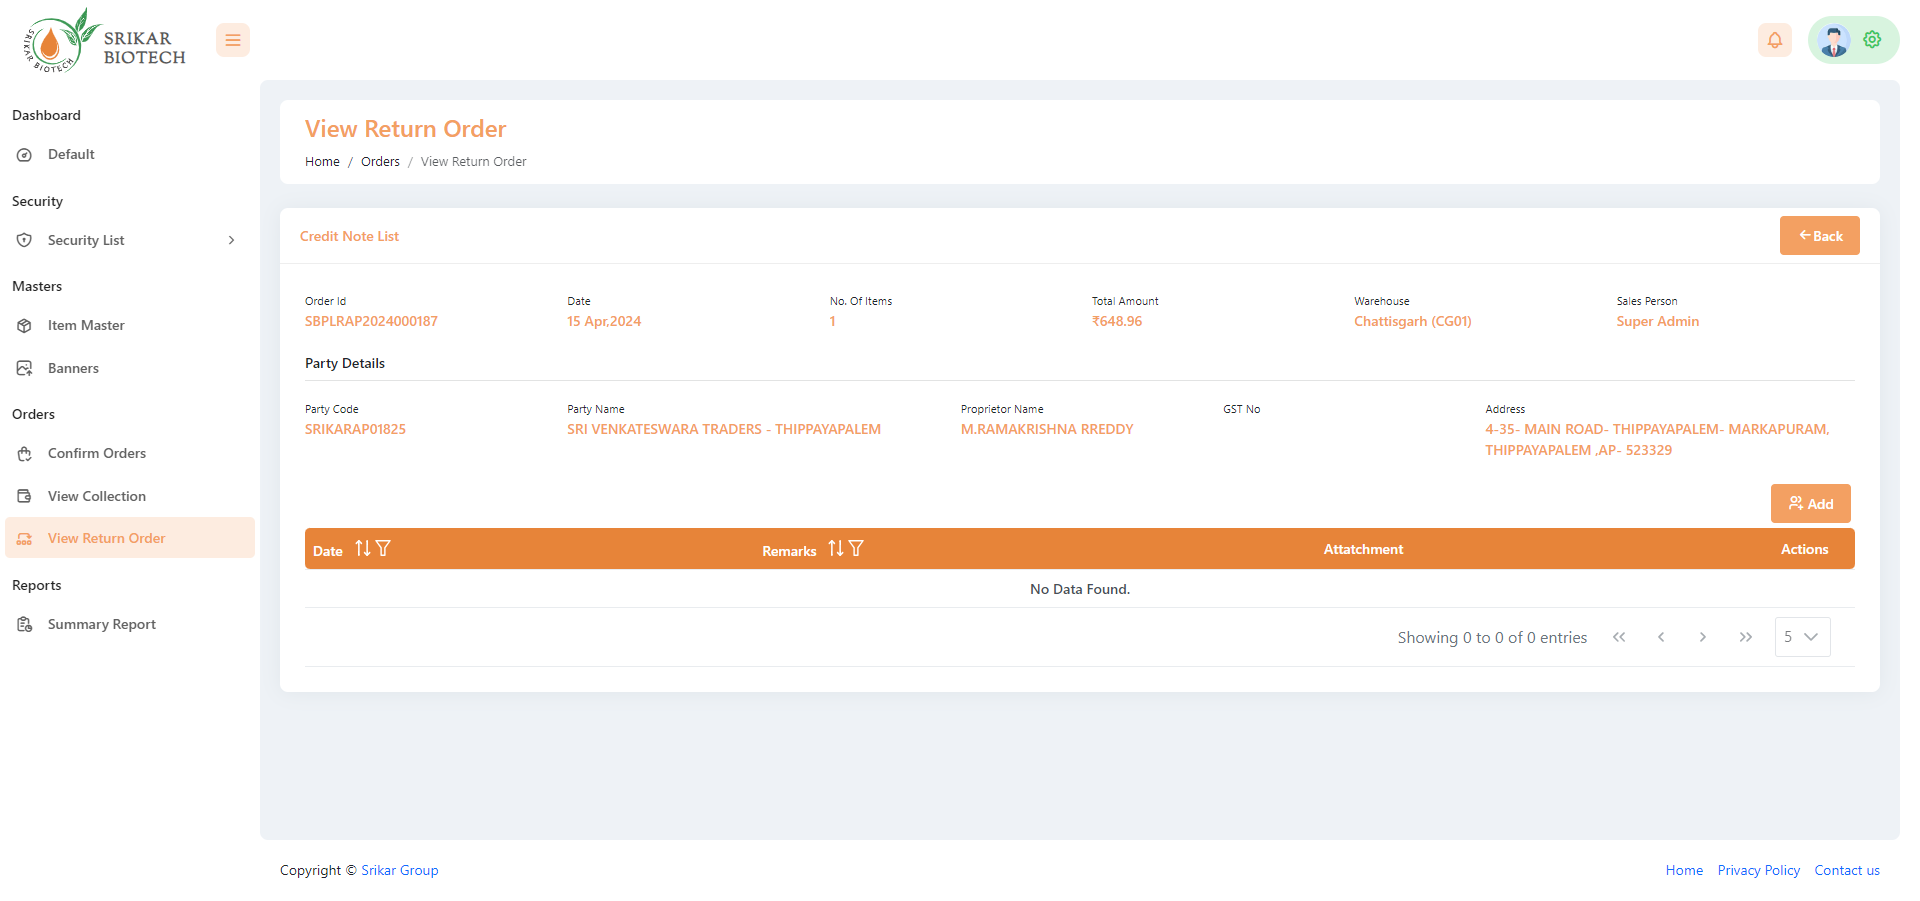 SRIKAR BIOTECH
SRIKAR
BIOTECH
Dashboard
Default
Security
Security List
Masters
Item Master
Banners
Orders
Confirm Orders
View Collection
View Return Order
Reports
Summary Report
View Return Order
Home / Orders / View Return Order
Credit Note List
Back
Order Id Date No. Of Items Total Amount Warehouse Sales Person
SBPLRAP2024000187 15 Apr,2024 1 ₹648.96 Chattisgarh (CG01) Super Admin
Party Details
Party Code Party Name Proprietor Name GST No Address
SRIKARAP01825 SRI VENKATESWARA TRADERS - THIPPAYAPALEM M.RAMAKRISHNA RREDDY 4-35- MAIN ROAD- THIPPAYAPALEM- MARKAPURAM,
THIPPAYAPALEM ,AP- 523329
Add
Date Remarks Attatchment Actions
No Data Found.
Showing 0 to 0 of 0 entries 5
Copyright © Srikar Group Home Privacy Policy Contact us